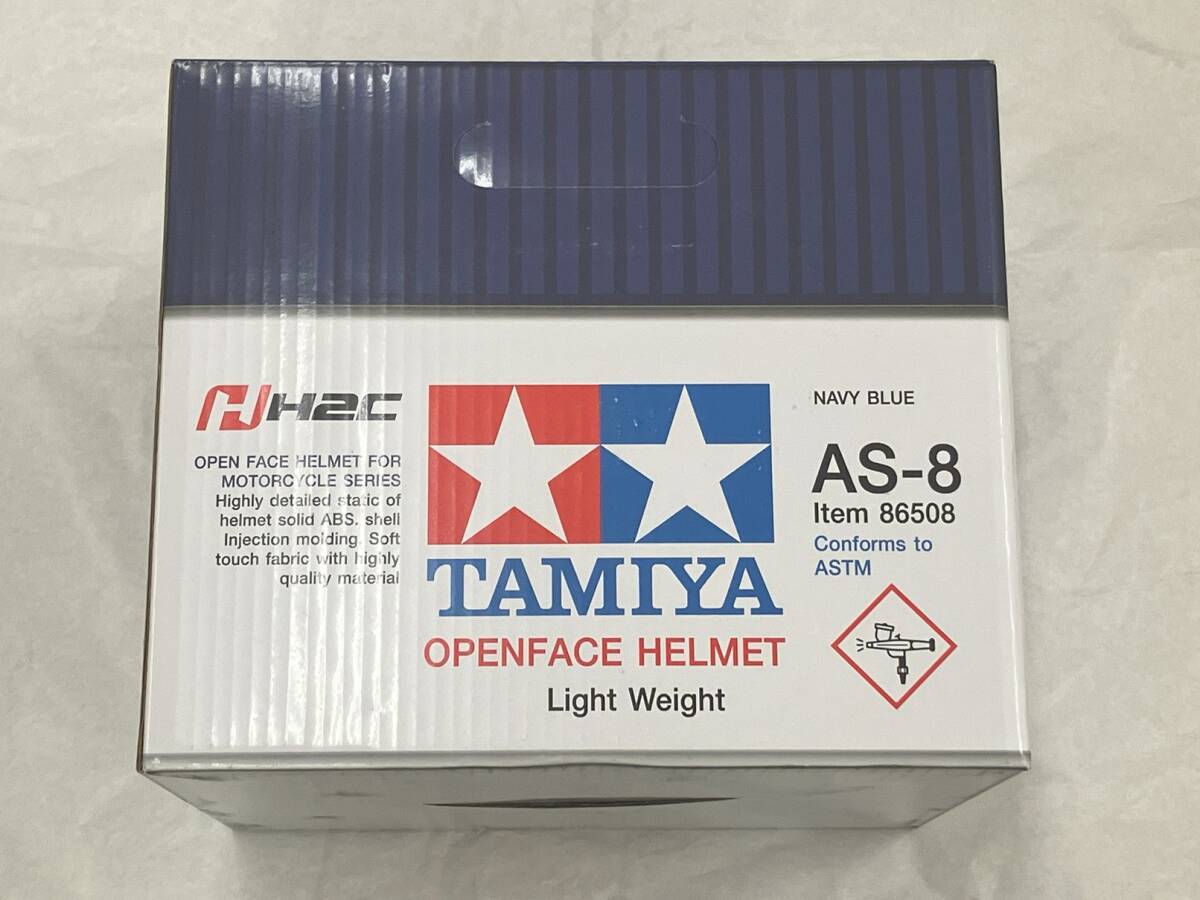 H2C
OPEN FACE HELMET FOR
MOTORCYCLE SERIES
Highly detailed static of
helmet solid ABS. shell
Injection molding. Soft
touch fabric with highly
quality material
TAMIYA
OPENFACE HELMET
Light Weight
NAVY BLUE
AS-8
Item 86508
Conforms to
ASTM